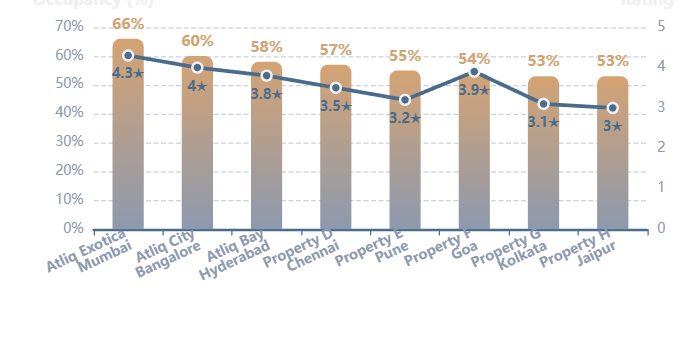 Occupancy (%) Rating
70% 5
66%
60%
60%
58%
57%
55%
54%
53%
53%
4.3★
4★
3.8★
3.5★
3.2★
3.9★
3.1★
3★
50%
40%
30%
20%
10%
0%
4
3
2
1
0
Atliq Exotica
Mumbai
Atliq City
Bangalore
Atliq Bay
Hyderabad
Property D
Chennai
Property E
Pune
Property F
Goa
Property G
Kolkata
Property H
Jaipur